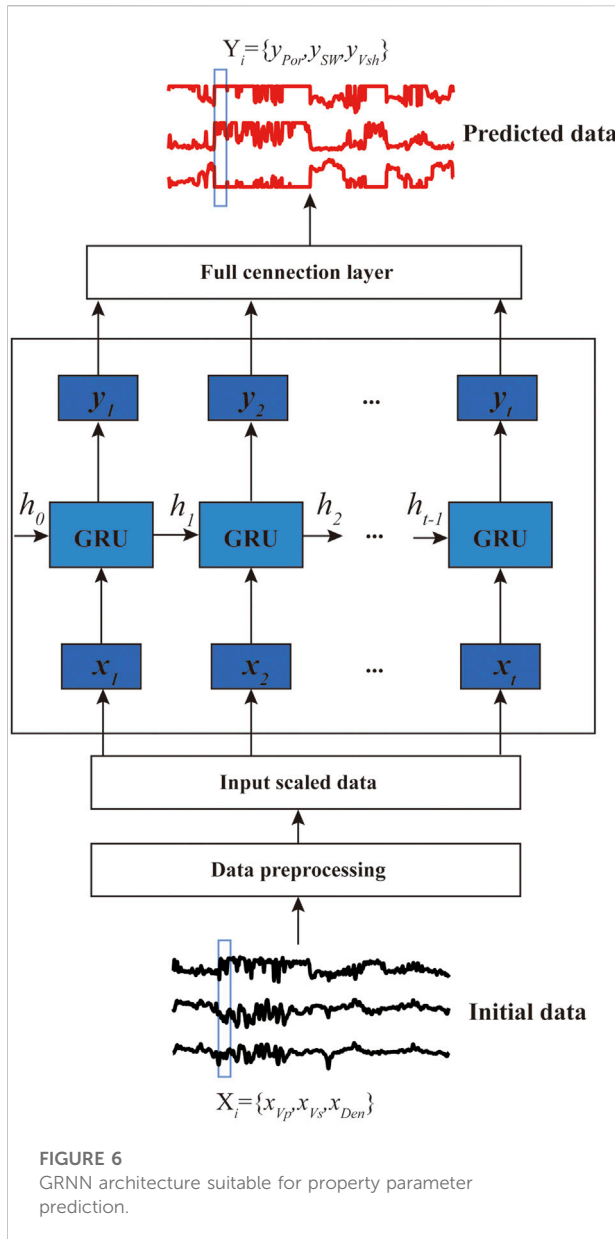 Y_i={y_Por,y_SW,y_Vsh}
Predicted data
Full cennection layer
y_1 y_2 ... y_t
h_0 h_1 h_2 h_t-1
GRU GRU ... GRU
x_1 x_2 ... x_t
Input scaled data
Data preprocessing
Initial data
X_i={x_Vp,x_Vs,x_Den}
FIGURE 6
GRNN architecture suitable for property parameter
prediction.